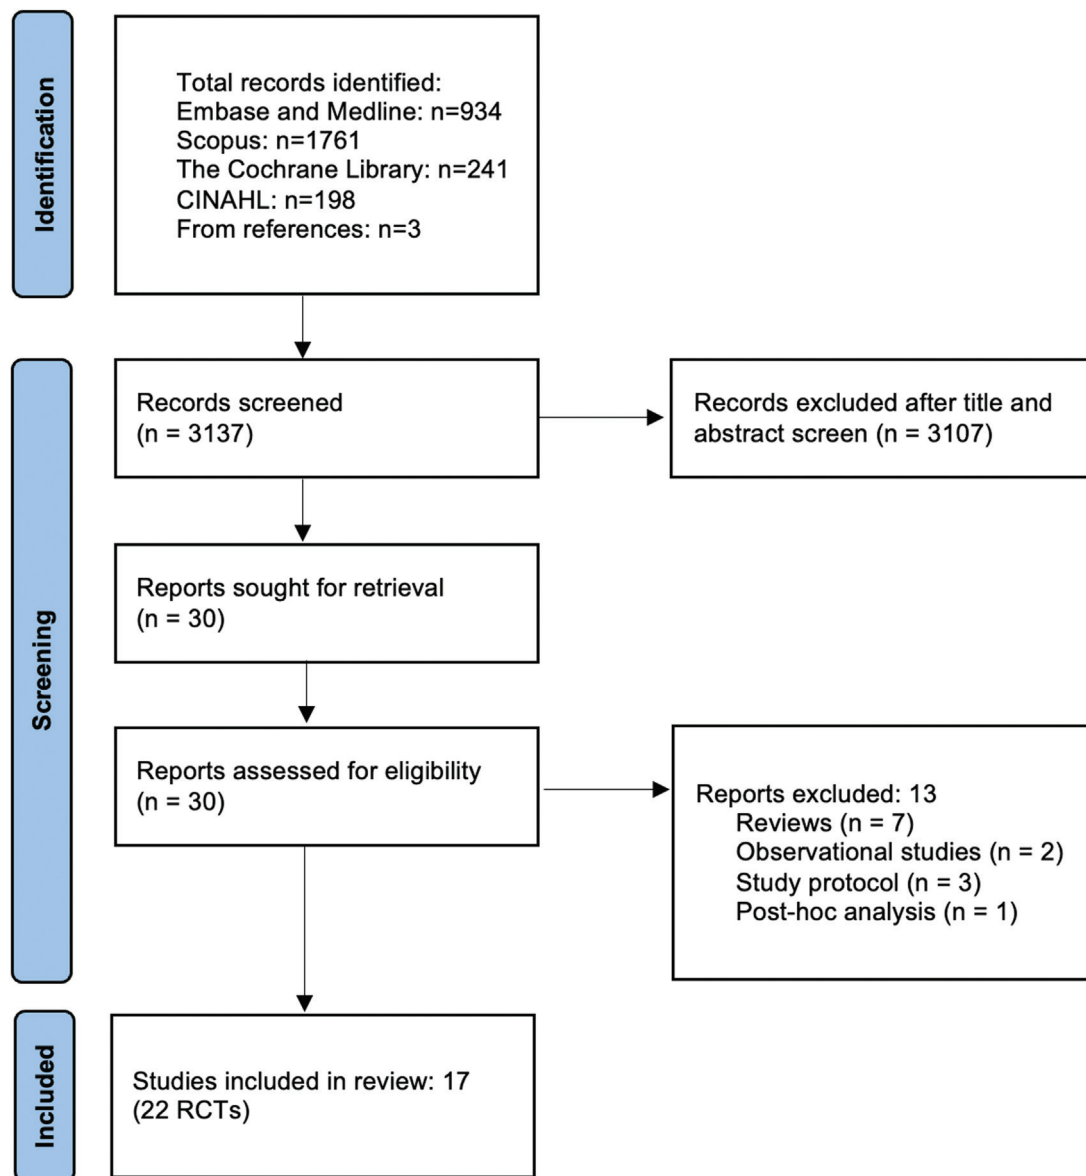 Identification
Total records identified:
Embase and Medline: n=934
Scopus: n=1761
The Cochrane Library: n=241
CINAHL: n=198
From references: n=3
Screening
Records screened
(n = 3137)
Records excluded after title and
abstract screen (n = 3107)
Reports sought for retrieval
(n = 30)
Reports assessed for eligibility
(n = 30)
Reports excluded: 13
Reviews (n = 7)
Observational studies (n = 2)
Study protocol (n = 3)
Post-hoc analysis (n = 1)
Included
Studies included in review: 17
(22 RCTs)